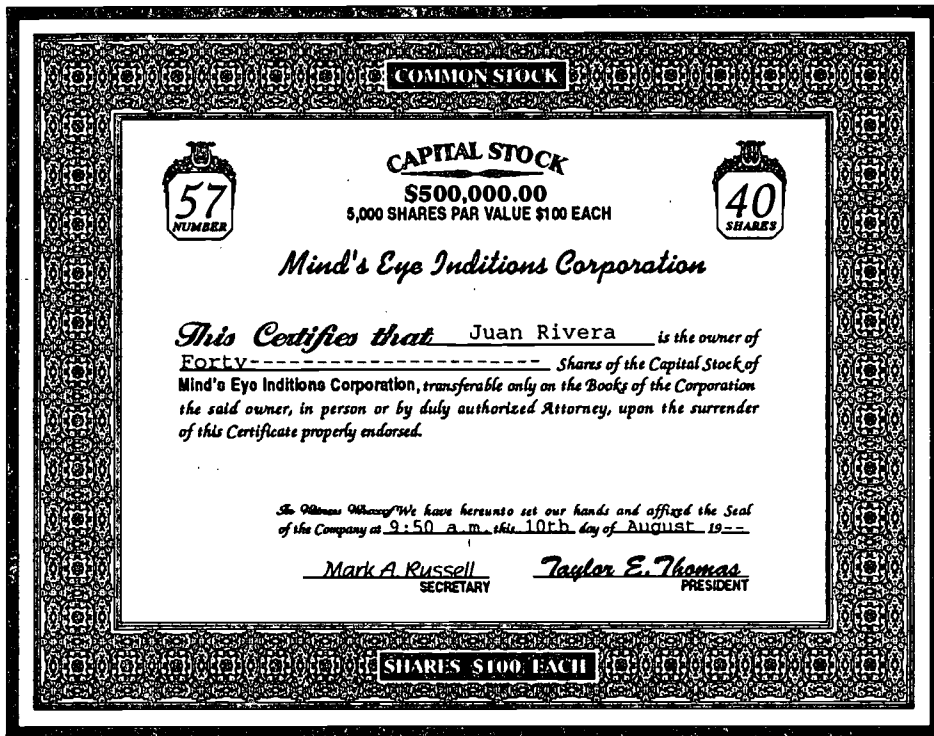 COMMON STOCK
CAPITAL STOCK
57
NUMBER
$500,000.00
5,000 SHARES PAR VALUE $100 EACH
40
SHARES
Mind's Eye Inditions Corporation
This Certifies that Juan Rivera is the owner of
Forty----------------------- Shares of the Capital Stock of
Mind's Eye Inditions Corporation, transferable only on the Books of the Corporation
the said owner, in person or by duly authorized Attorney, upon the surrender
of this Certificate properly endorsed.
In Witness Whereof We have hereunto set our hands and affixed the Seal
of the Company at 9:50 a.m. this 10th day of August 19--
Mark A. Russell
SECRETARY
Taylor E. Thomas
PRESIDENT
SHARES $100 EACH